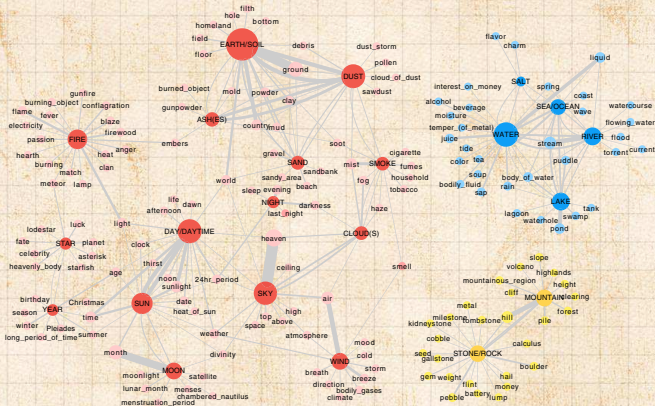 filth
hole
bottom
homeland
field
EARTH/SOIL
floor
debris
dust_storm
pollen
ground
DUST
cloud_of_dust
sawdust
burned_object
mold
powder
clay
gunpowder
ASH(ES)
country
mud
embers
soot
gravel
SAND
sandbank
mist
SMOKE
cigarette
fumes
household
tobacco
sandy_area
world
sleep
evening
beach
fog
NIGHT
darkness
last_night
haze
CLOUD(S)
gunfire
burning_object
conflagration
flame
fever
blaze
electricity
firewood
passion
FIRE
anger
hearth
heat
burning
clan
match
meteor
lamp
life
dawn
afternoon
luck
light
lodestar
DAY/DAYTIME
fate
STAR
planet
clock
celebrity
asterisk
heavenly_body
starfish
thirst
age
noon
sunlight
24hr_period
heaven
ceiling
smell
birthday
Christmas
SUN
date
heat_of_sun
SKY
season
YEAR
time
top
high
air
winter
Pleiades
space
above
long_period_of_time
summer
weather
atmosphere
month
divinity
WIND
mood
cold
storm
moonlight
MOON
satellite
breath
breeze
lunar_month
menses
direction
bodily_gases
menstruation_period
chambered_nautilus
climate
flavor
charm
liquid
interest_on_money
SALT
spring
coast
alcohol
beverage
SEA/OCEAN
wave
watercourse
moisture
flowing_water
temper_(of_metal)
WATER
RIVER
flood
juice
stream
tide
torrent
current
color
tea
puddle
soup
body_of_water
bodily_fluid
rain
sap
LAKE
tank
lagoon
swamp
waterhole
pond
slope
volcano
highlands
mountainous_region
height
cliff
MOUNTAIN
clearing
metal
forest
milestone
tombstone
hill
pile
kidneystone
cobble
calculus
seed
STONE/ROCK
gallstone
boulder
gem
weight
hail
flint
money
pebble
battery
lump